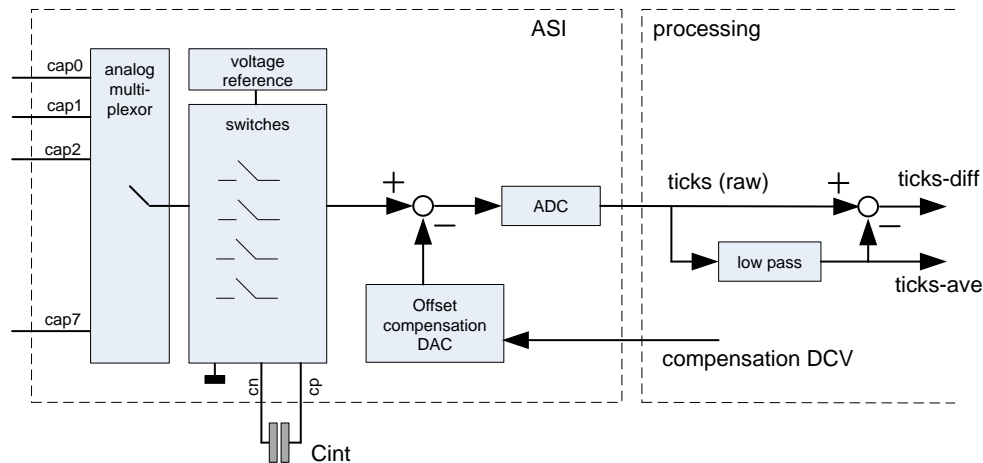 ASI
processing
cap0
cap1
cap2
cap7
analog
multi-
plexor
voltage
reference
switches
+
−
ADC
ticks (raw)
+
−
ticks-diff
low pass
ticks-ave
Offset
compensation
DAC
compensation DCV
cn
cp
Cint